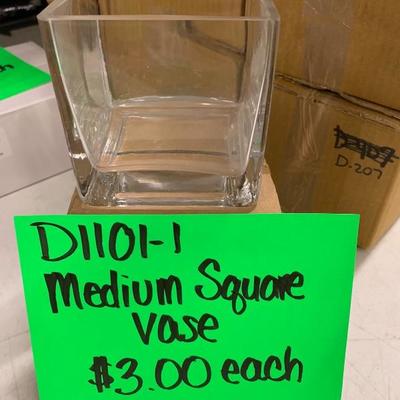 D-207
D1101-1
Medium Square
Vase
$3.00 each